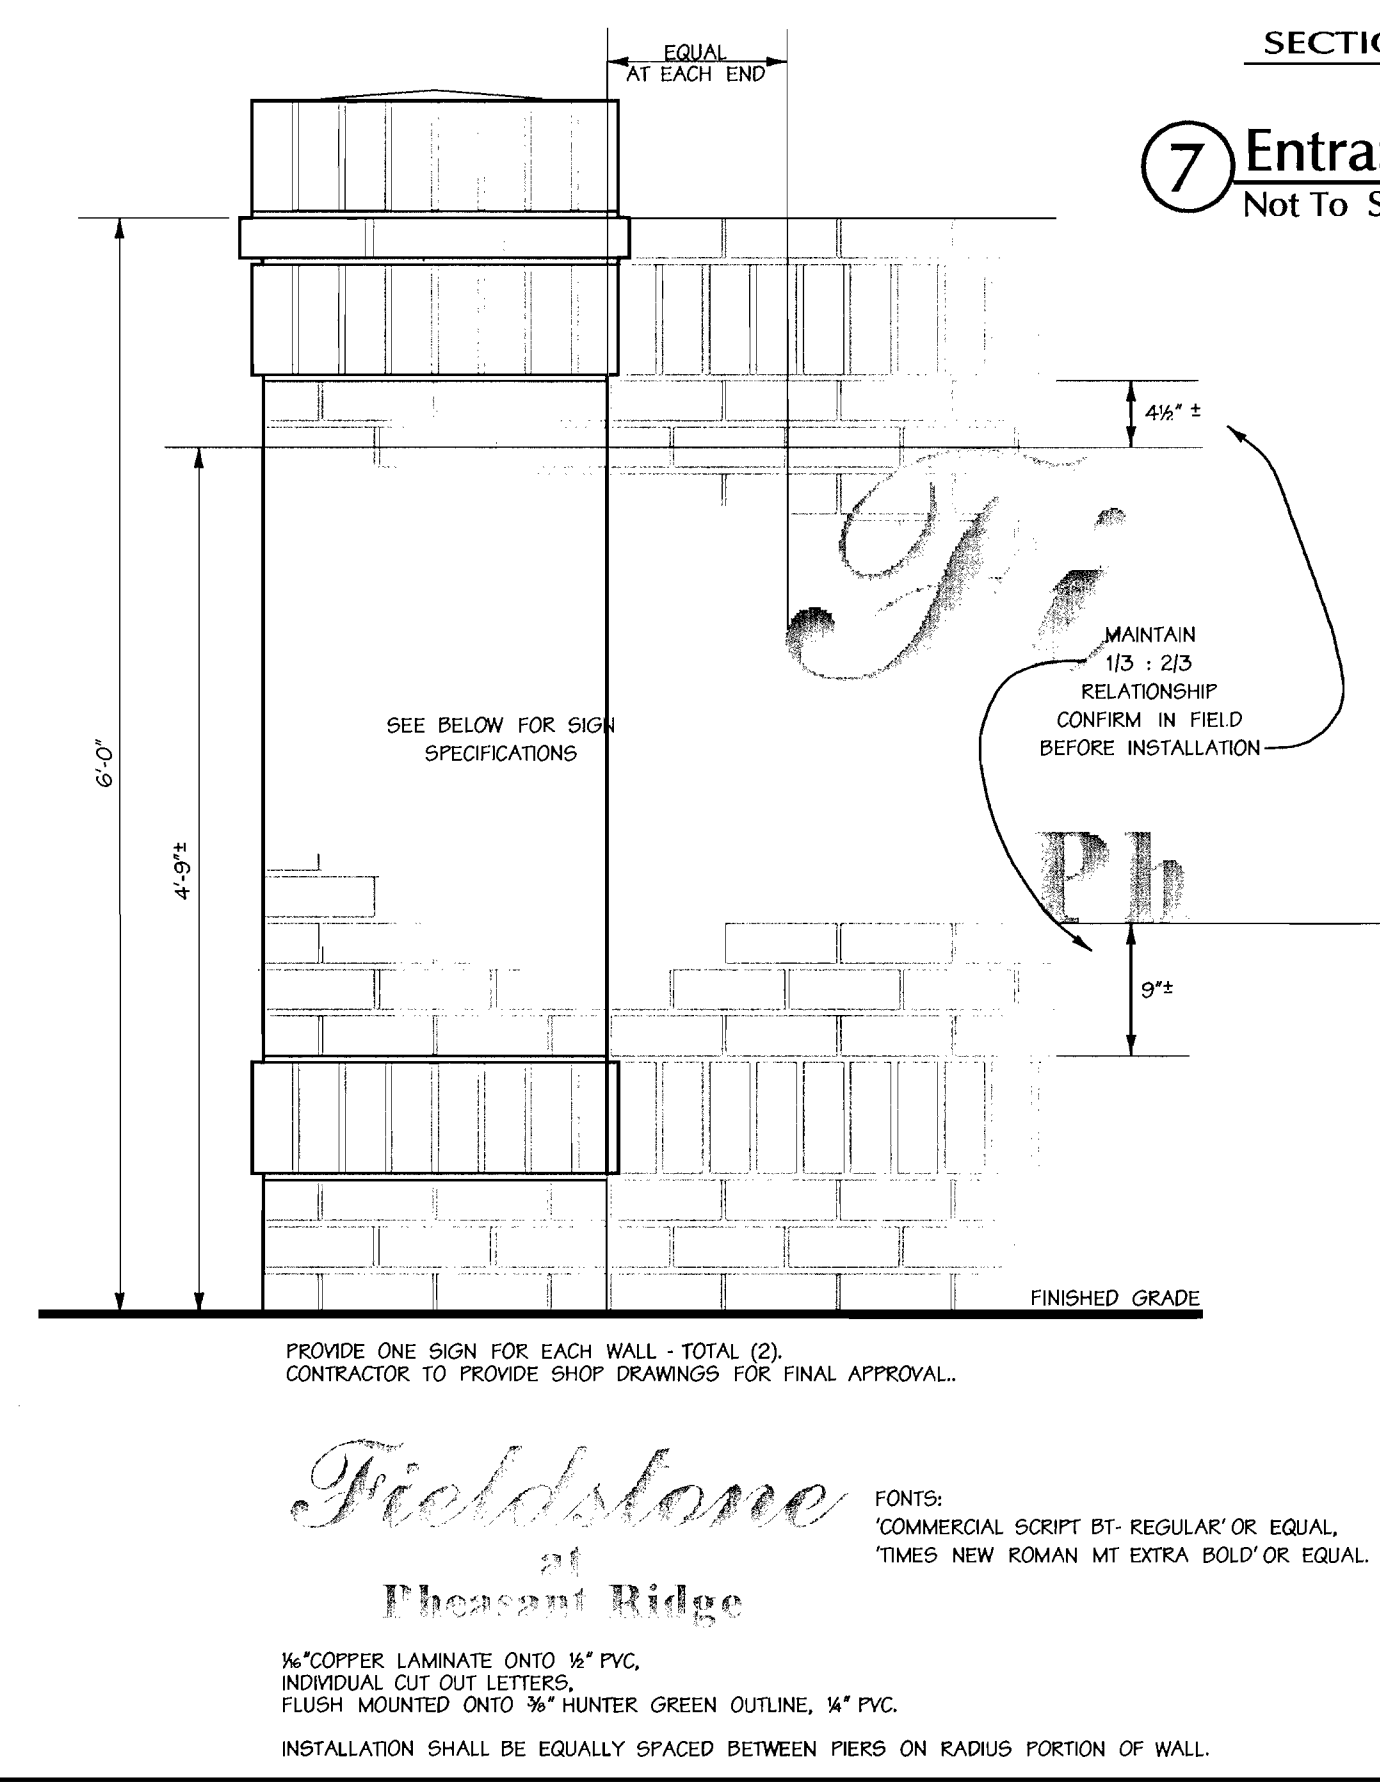 EQUAL
AT EACH END
SECTIO
7
Entra
Not To S
4½" ±
Fi
MAINTAIN
1/3 : 2/3
RELATIONSHIP
CONFIRM IN FIELD
BEFORE INSTALLATION
SEE BELOW FOR SIGN
SPECIFICATIONS
6'-0"
4'-9"±
Ph
9"±
FINISHED GRADE
PROVIDE ONE SIGN FOR EACH WALL - TOTAL (2).
CONTRACTOR TO PROVIDE SHOP DRAWINGS FOR FINAL APPROVAL..
Fieldstone
at
Pheasant Ridge
FONTS:
'COMMERCIAL SCRIPT BT- REGULAR' OR EQUAL,
'TIMES NEW ROMAN MT EXTRA BOLD' OR EQUAL.
1/16" COPPER LAMINATE ONTO ½" PVC,
INDIVIDUAL CUT OUT LETTERS,
FLUSH MOUNTED ONTO ⅜" HUNTER GREEN OUTLINE, ¼" PVC.
INSTALLATION SHALL BE EQUALLY SPACED BETWEEN PIERS ON RADIUS PORTION OF WALL.